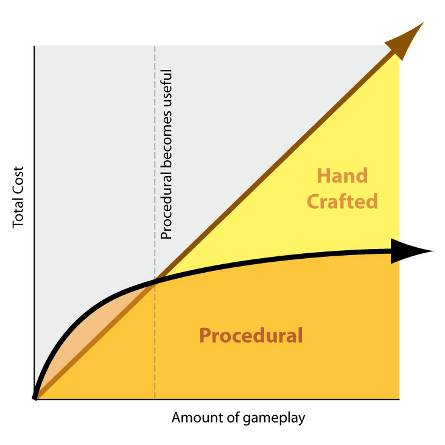 Total Cost
Procedural becomes useful
Hand
Crafted
Procedural
Amount of gameplay